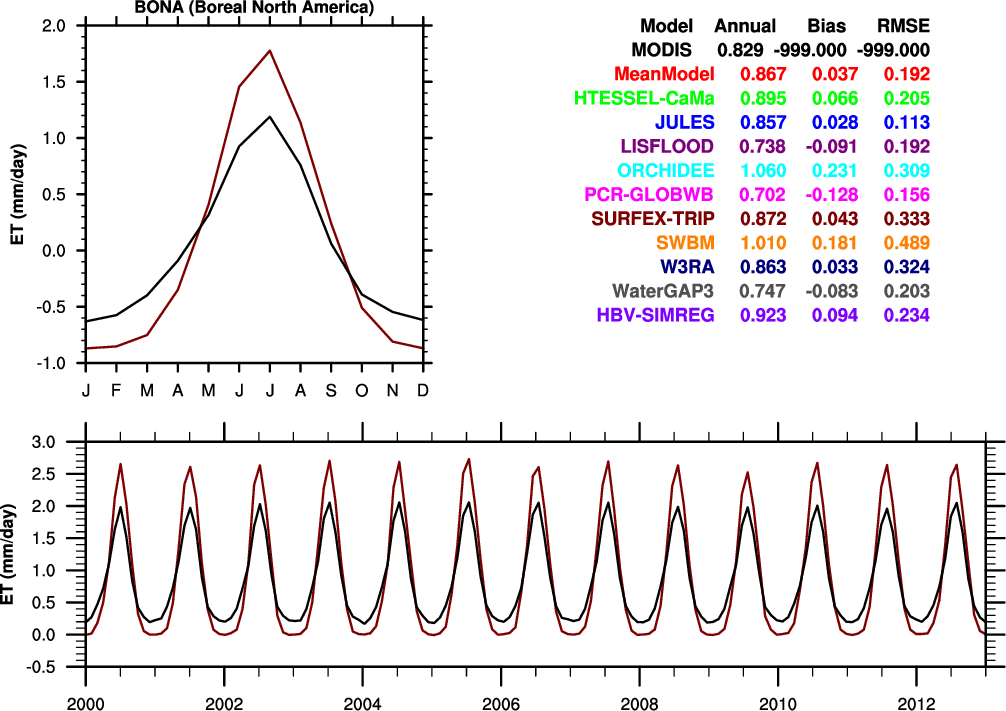 BONA (Boreal North America)
2.0
1.5
1.0
0.5
0.0
-0.5
-1.0
ET (mm/day)
J F M A M J J A S O N D
Model Annual Bias RMSE
MODIS 0.829 -999.000 -999.000
MeanModel 0.867 0.037 0.192
HTESSEL-CaMa 0.895 0.066 0.205
JULES 0.857 0.028 0.113
LISFLOOD 0.738 -0.091 0.192
ORCHIDEE 1.060 0.231 0.309
PCR-GLOBWB 0.702 -0.128 0.156
SURFEX-TRIP 0.872 0.043 0.333
SWBM 1.010 0.181 0.489
W3RA 0.863 0.033 0.324
WaterGAP3 0.747 -0.083 0.203
HBV-SIMREG 0.923 0.094 0.234
3.0
2.5
2.0
1.5
1.0
0.5
0.0
-0.5
ET (mm/day)
2000 2002 2004 2006 2008 2010 2012